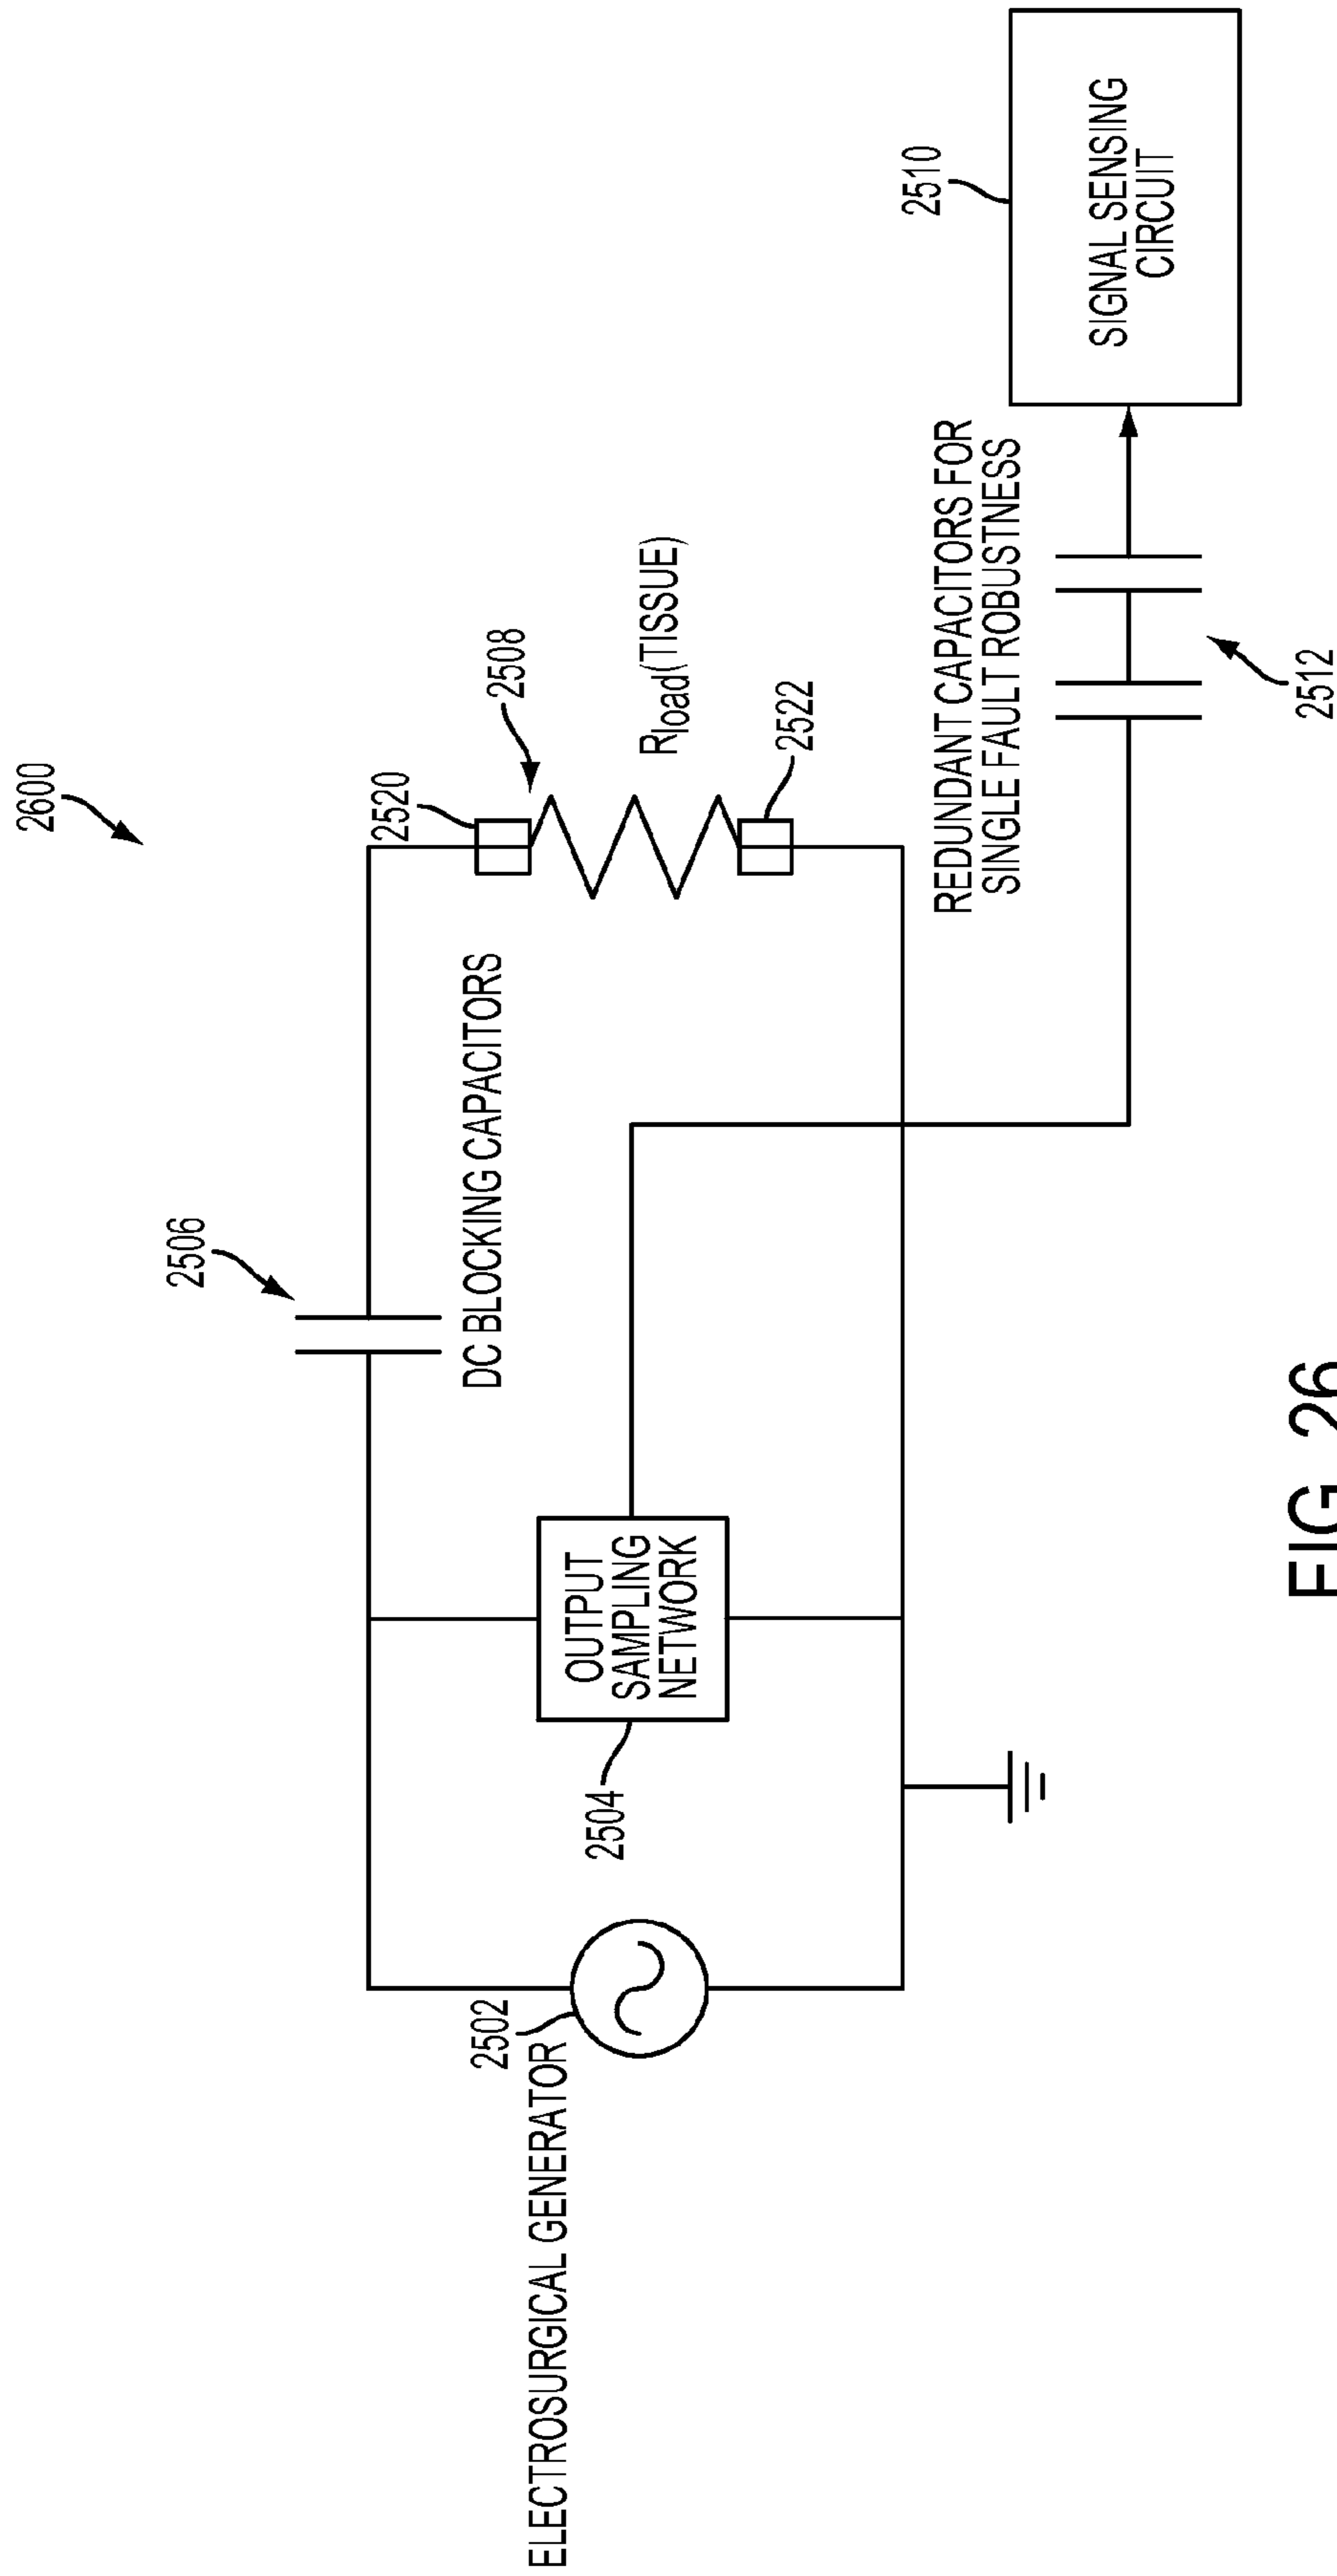 2600
2506
DC BLOCKING CAPACITORS
2520
2508
Rload(TISSUE)
2522
2502
ELECTROSURGICAL GENERATOR
OUTPUT
SAMPLING
NETWORK
2504
REDUNDANT CAPACITORS FOR
SINGLE FAULT ROBUSTNESS
2512
2510
SIGNAL SENSING
CIRCUIT
FIG. 26